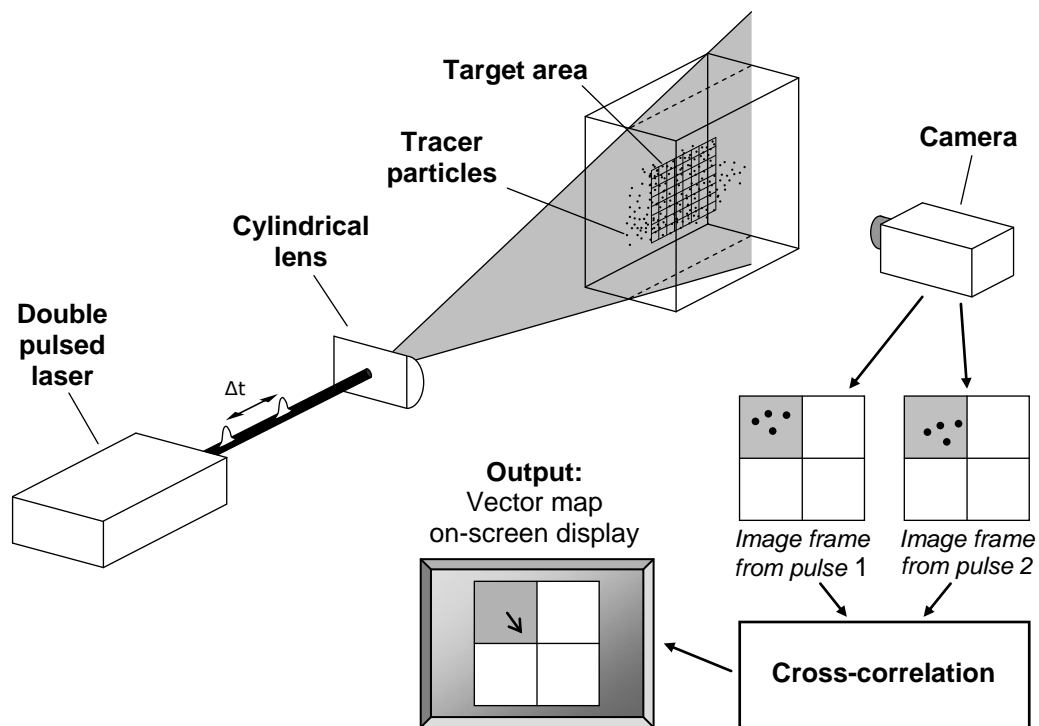 Target area
Tracer
particles
Camera
Cylindrical
lens
Double
pulsed
laser
Δt
Output:
Vector map
on-screen display
Image frame
from pulse 1
Image frame
from pulse 2
Cross-correlation